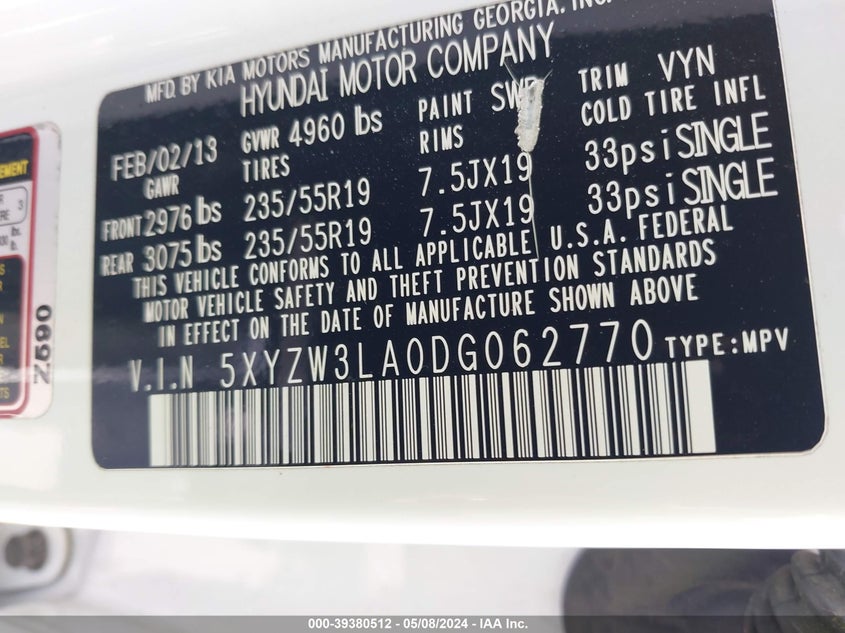 MFD. BY KIA MOTORS MANUFACTURING GEORGIA, INC.
HYUNDAI MOTOR COMPANY
FEB/02/13 GVWR 4960 lbs PAINT TRIM VYN
GAWR TIRES RIMS COLD TIRE INFL
FRONT 2976 lbs 235/55R19 7.5JX19 33psi SINGLE
REAR 3075 lbs 235/55R19 7.5JX19 33psi SINGLE
THIS VEHICLE CONFORMS TO ALL APPLICABLE U.S.A. FEDERAL
MOTOR VEHICLE SAFETY AND THEFT PREVENTION STANDARDS
IN EFFECT ON THE DATE OF MANUFACTURE SHOWN ABOVE
V.I.N 5XYZW3LA0DG062770 TYPE:MPV
Z590
000-39380512 - 05/08/2024 - IAA Inc.